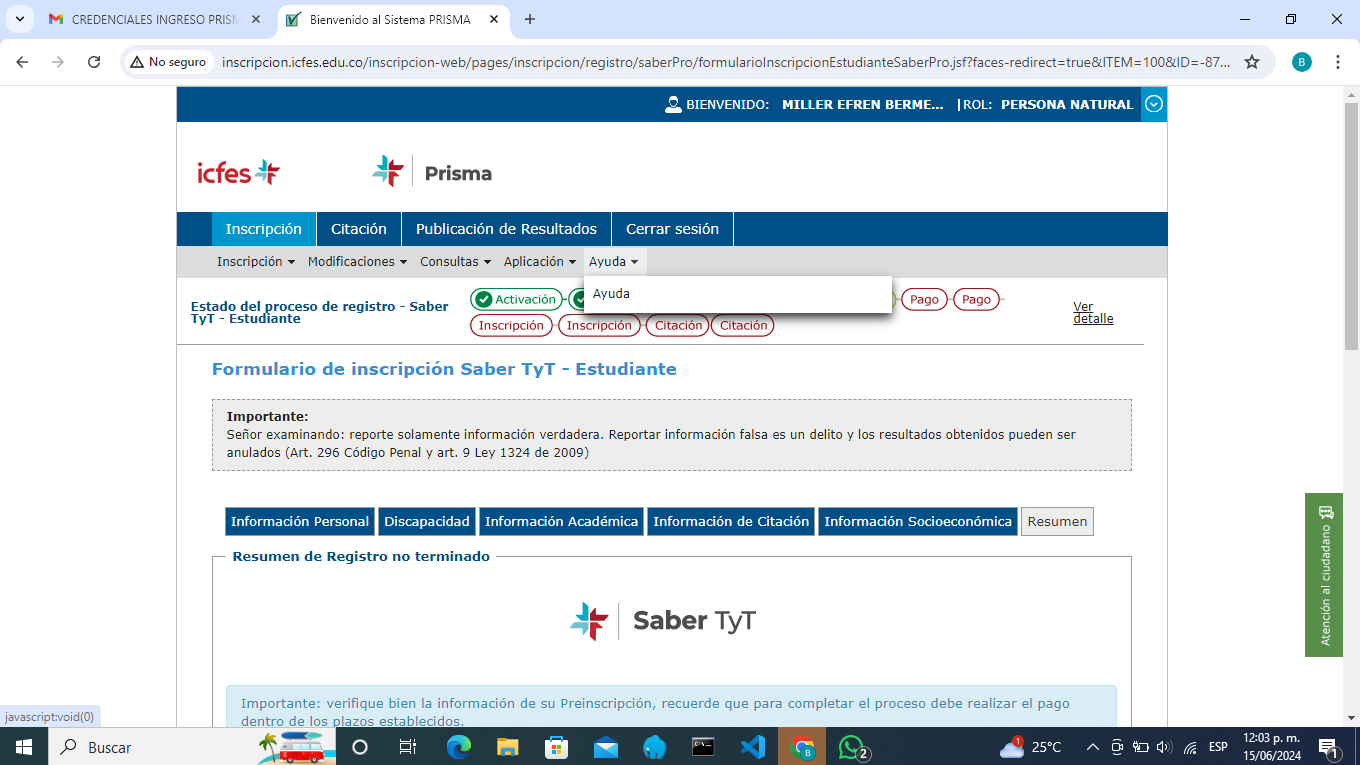 CREDENCIALES INGRESO PRISM
Bienvenido al Sistema PRISMA
No seguro
inscripcion.icfes.edu.co/inscripcion-web/pages/inscripcion/registro/saberPro/formularioInscripcionEstudianteSaberPro.jsf?faces-redirect=true&ITEM=100&ID=-87...
B
BIENVENIDO: MILLER EFREN BERME... |ROL: PERSONA NATURAL
icfes
Prisma
Inscripción Citación Publicación de Resultados Cerrar sesión
Inscripción Modificaciones Consultas Aplicación Ayuda
Ayuda
Estado del proceso de registro - Saber TyT - Estudiante
Activación Pago Pago
Inscripción Inscripción Citación Citación
Ver detalle
Formulario de inscripción Saber TyT - Estudiante
Importante:
Señor examinando: reporte solamente información verdadera. Reportar información falsa es un delito y los resultados obtenidos pueden ser
anulados (Art. 296 Código Penal y art. 9 Ley 1324 de 2009)
Información Personal Discapacidad Información Académica Información de Citación Información Socioeconómica Resumen
Atención al ciudadano
Resumen de Registro no terminado
Saber TyT
Importante: verifique bien la información de su Preinscripción, recuerde que para completar el proceso debe realizar el pago
dentro de los plazos establecidos.
javascript:void(0)
Buscar
B
2
1
25°C
ESP
12:03 p. m.
15/06/2024
1